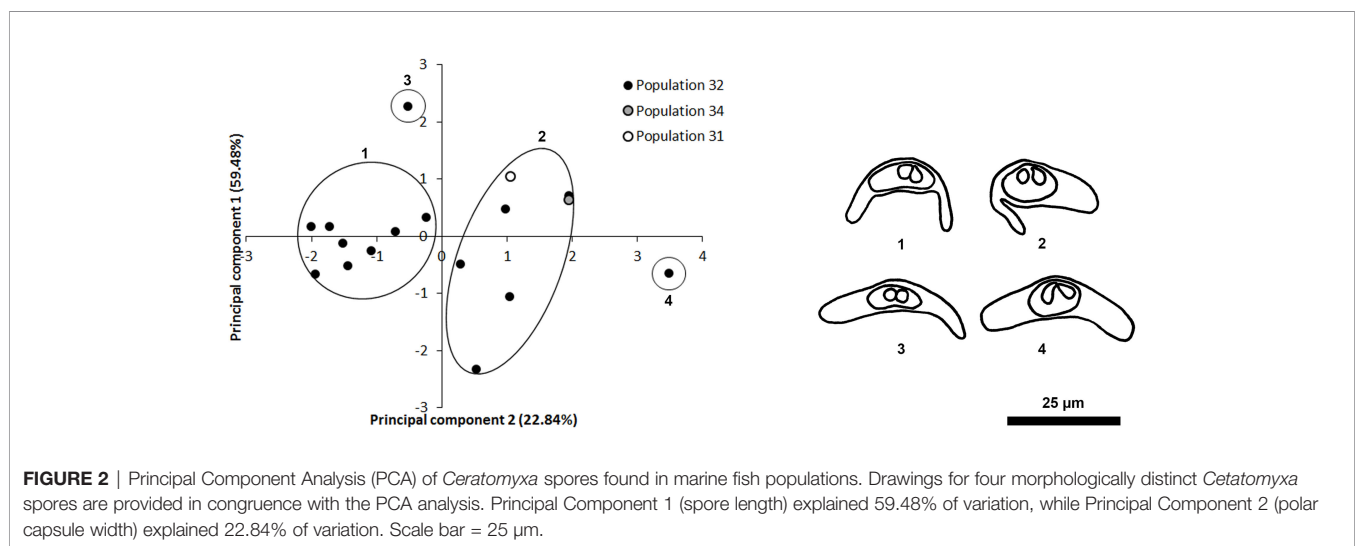 3
3
2
Population 32
Population 34
Population 31
2
1
1
0
-3
-2
-1
0
1
2
3
4
-1
4
-2
-3
Principal component 1 (59.48%)
Principal component 2 (22.84%)
1
2
3
4
25 µm
FIGURE 2 | Principal Component Analysis (PCA) of Ceratomyxa spores found in marine fish populations. Drawings for four morphologically distinct Cetatomyxa
spores are provided in congruence with the PCA analysis. Principal Component 1 (spore length) explained 59.48% of variation, while Principal Component 2 (polar
capsule width) explained 22.84% of variation. Scale bar = 25 µm.